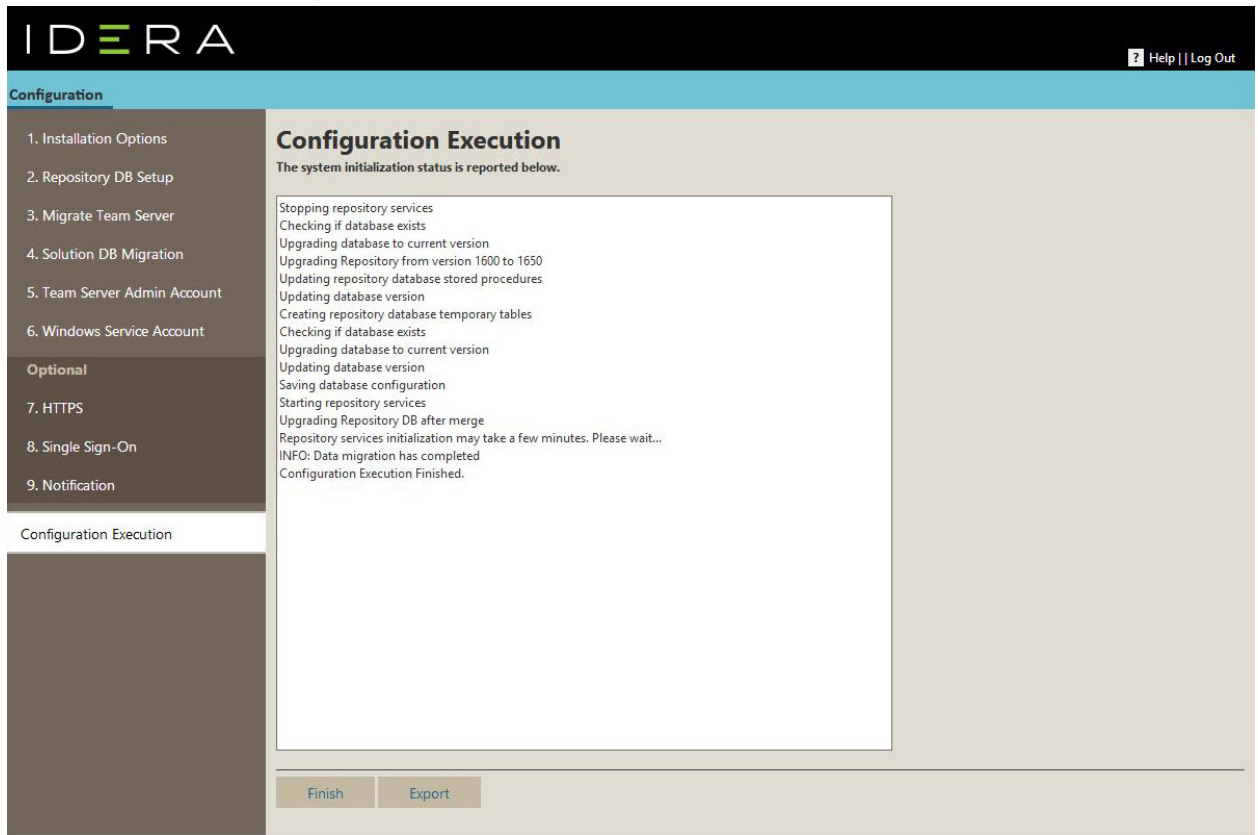 IDERA
? Help || Log Out
Configuration
1. Installation Options
2. Repository DB Setup
3. Migrate Team Server
4. Solution DB Migration
5. Team Server Admin Account
6. Windows Service Account
Optional
7. HTTPS
8. Single Sign-On
9. Notification
Configuration Execution
Configuration Execution
The system initialization status is reported below.
Stopping repository services
Checking if database exists
Upgrading database to current version
Upgrading Repository from version 1600 to 1650
Updating repository database stored procedures
Updating database version
Creating repository database temporary tables
Checking if database exists
Upgrading database to current version
Updating database version
Saving database configuration
Starting repository services
Upgrading Repository DB after merge
Repository services initialization may take a few minutes. Please wait...
INFO: Data migration has completed
Configuration Execution Finished.
Finish
Export